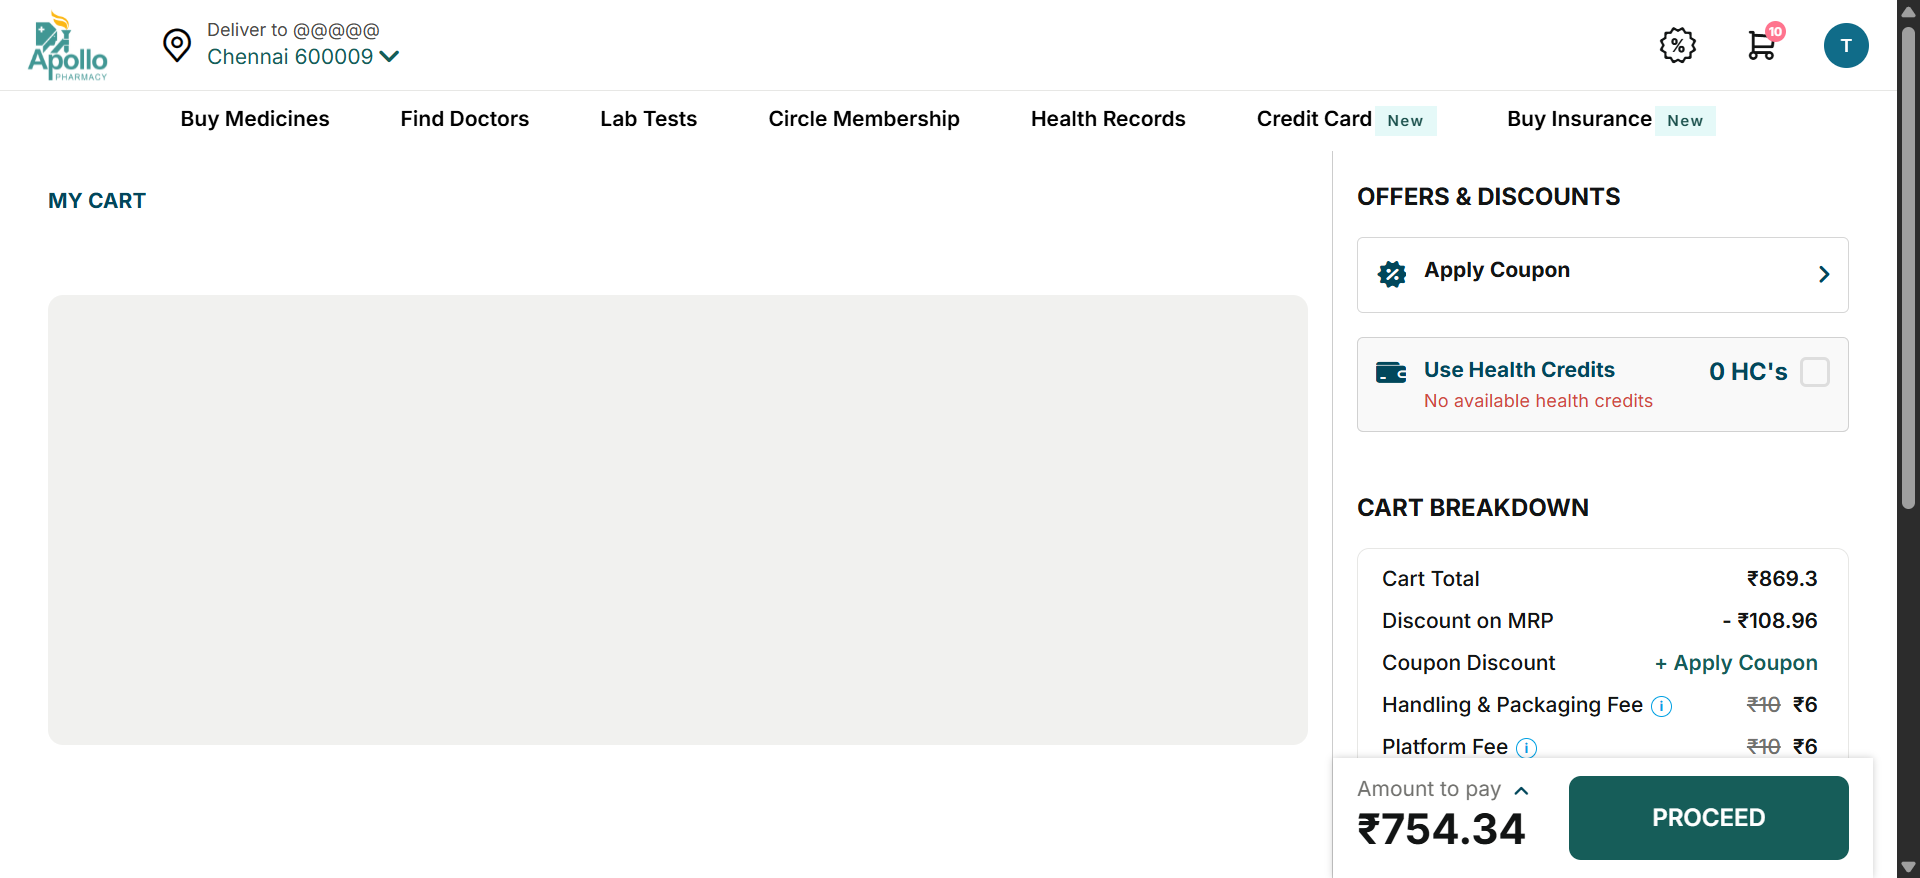 Apollo
PHARMACY
Deliver to @@@@@
Chennai 600009
%
10
T
Buy Medicines
Find Doctors
Lab Tests
Circle Membership
Health Records
Credit Card New
Buy Insurance New
MY CART
OFFERS & DISCOUNTS
Apply Coupon
Use Health Credits 0 HC's
No available health credits
CART BREAKDOWN
Cart Total ₹869.3
Discount on MRP - ₹108.96
Coupon Discount + Apply Coupon
Handling & Packaging Fee i ₹10 ₹6
Platform Fee i ₹10 ₹6
Amount to pay
₹754.34
PROCEED